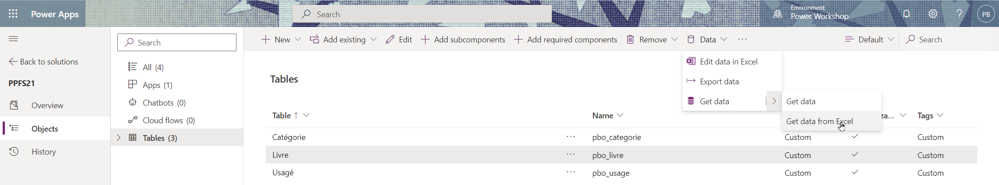 Power Apps
Search
Environment
Power Workshop
?
PB
Back to solutions
PPFS21
Overview
Objects
History
Search
All (4)
Apps (1)
Chatbots (0)
Cloud flows (0)
Tables (3)
New
Add existing
Edit
Add subcomponents
Add required components
Remove
Data
...
Default
Search
Edit data in Excel
Export data
Get data
Get data
Get data from Excel
Tables
Table ↑ Name za... Tags
Catégorie ... pbo_categorie Custom ✓ Custom
Livre ... pbo_livre Custom ✓ Custom
Usagé ... pbo_usage Custom ✓ Custom